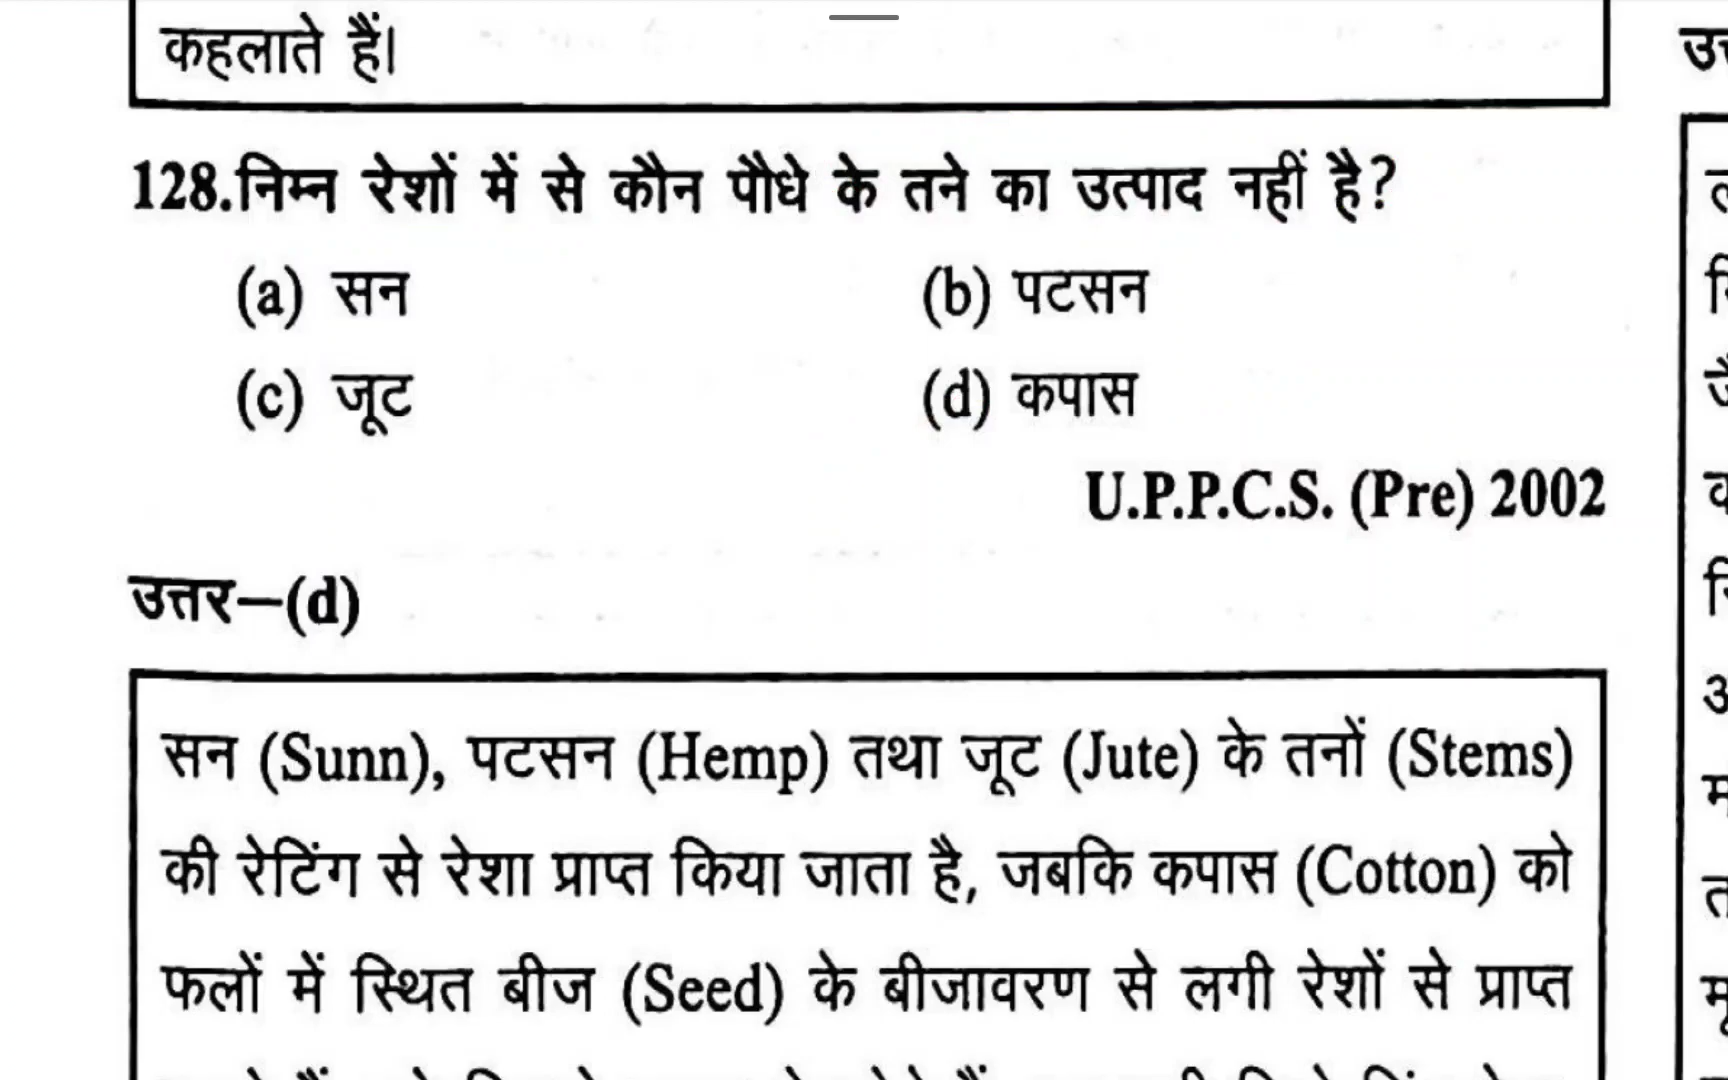 कहलाते हैं।
128.निम्न रेशों में से कौन पौधे के तने का उत्पाद नहीं है?
(a) सन (b) पटसन
(c) जूट (d) कपास
U.P.P.C.S. (Pre) 2002
उत्तर–(d)
सन (Sunn), पटसन (Hemp) तथा जूट (Jute) के तनों (Stems)
की रेटिंग से रेशा प्राप्त किया जाता है, जबकि कपास (Cotton) को
फलों में स्थित बीज (Seed) के बीजावरण से लगी रेशों से प्राप्त